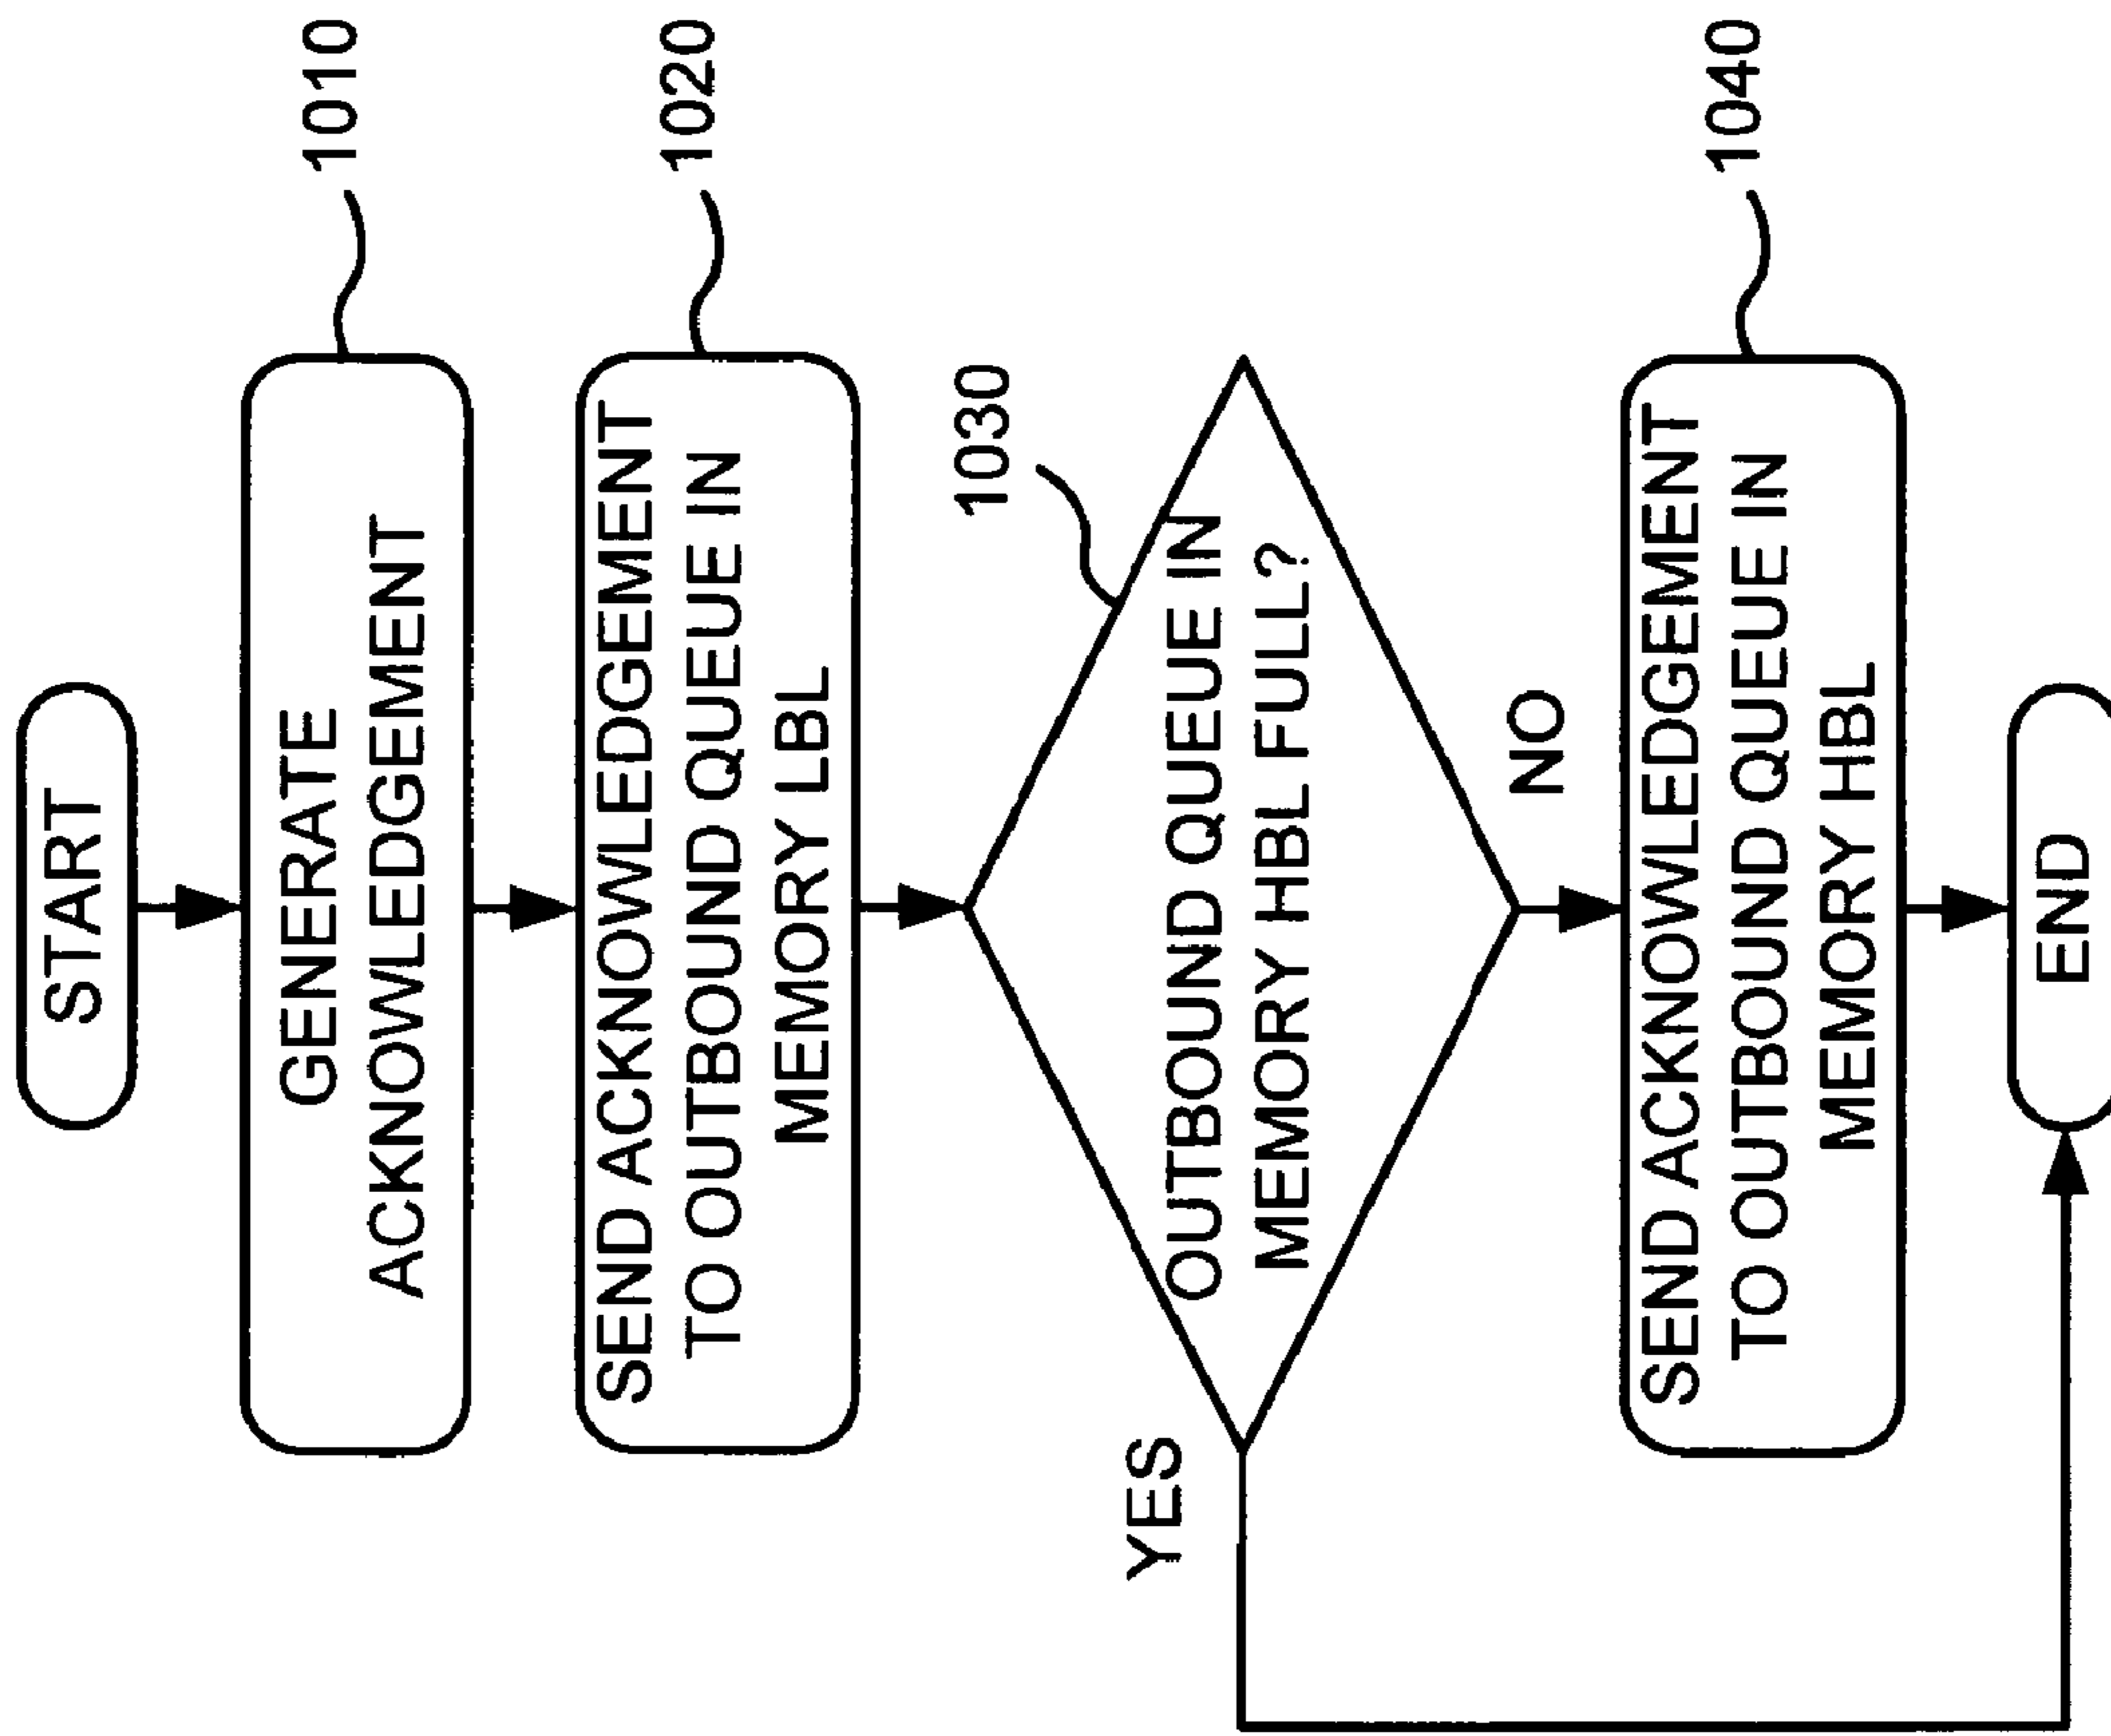 START
GENERATE
ACKNOWLEDGEMENT
1010
SEND ACKNOWLEDGEMENT
TO OUTBOUND QUEUE IN
MEMORY LBL
1020
OUTBOUND QUEUE IN
MEMORY HBL FULL?
1030
YES
NO
SEND ACKNOWLEDGEMENT
TO OUTBOUND QUEUE IN
MEMORY HBL
1040
END